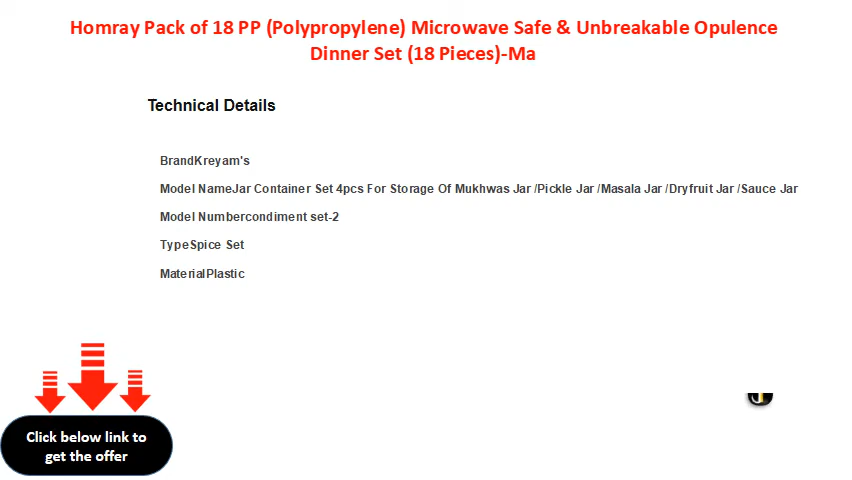 Homray Pack of 18 PP (Polypropylene) Microwave Safe & Unbreakable Opulence
Dinner Set (18 Pieces)-Ma
Technical Details
BrandKreyam's
Model NameJar Container Set 4pcs For Storage Of Mukhwas Jar /Pickle Jar /Masala Jar /Dryfruit Jar /Sauce Jar
Model Numbercondiment set-2
TypeSpice Set
MaterialPlastic
Click below link to
get the offer